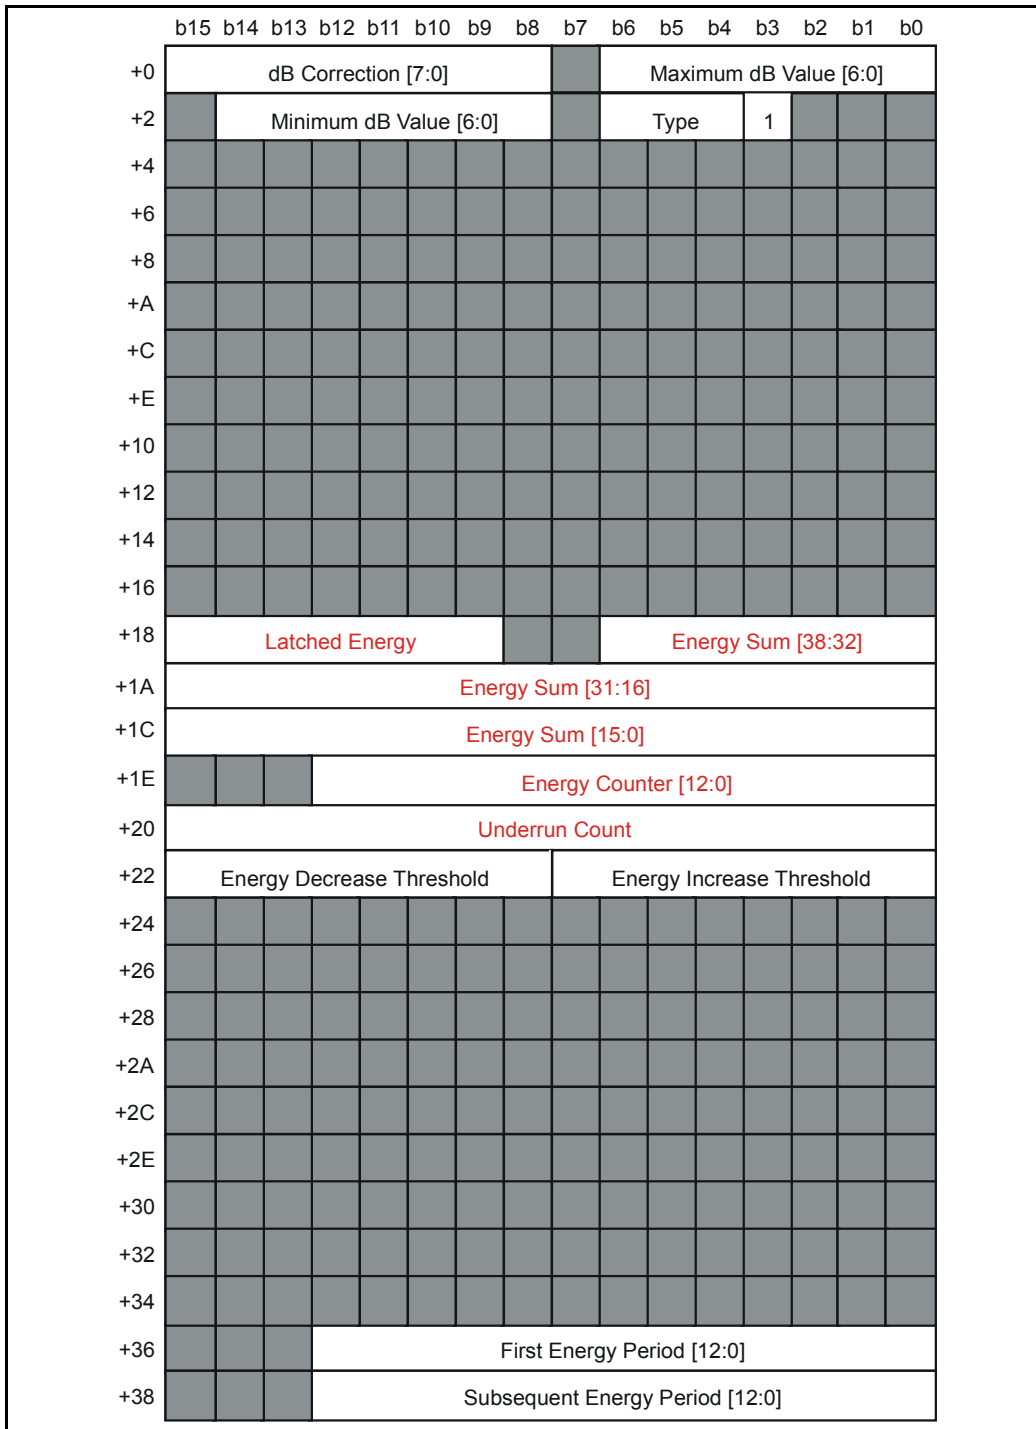 b15 b14 b13 b12 b11 b10 b9 b8 b7 b6 b5 b4 b3 b2 b1 b0
+0 dB Correction [7:0] Maximum dB Value [6:0]
+2 Minimum dB Value [6:0] Type 1
+4
+6
+8
+A
+C
+E
+10
+12
+14
+16
+18 Latched Energy Energy Sum [38:32]
+1A Energy Sum [31:16]
+1C Energy Sum [15:0]
+1E Energy Counter [12:0]
+20 Underrun Count
+22 Energy Decrease Threshold Energy Increase Threshold
+24
+26
+28
+2A
+2C
+2E
+30
+32
+34
+36 First Energy Period [12:0]
+38 Subsequent Energy Period [12:0]